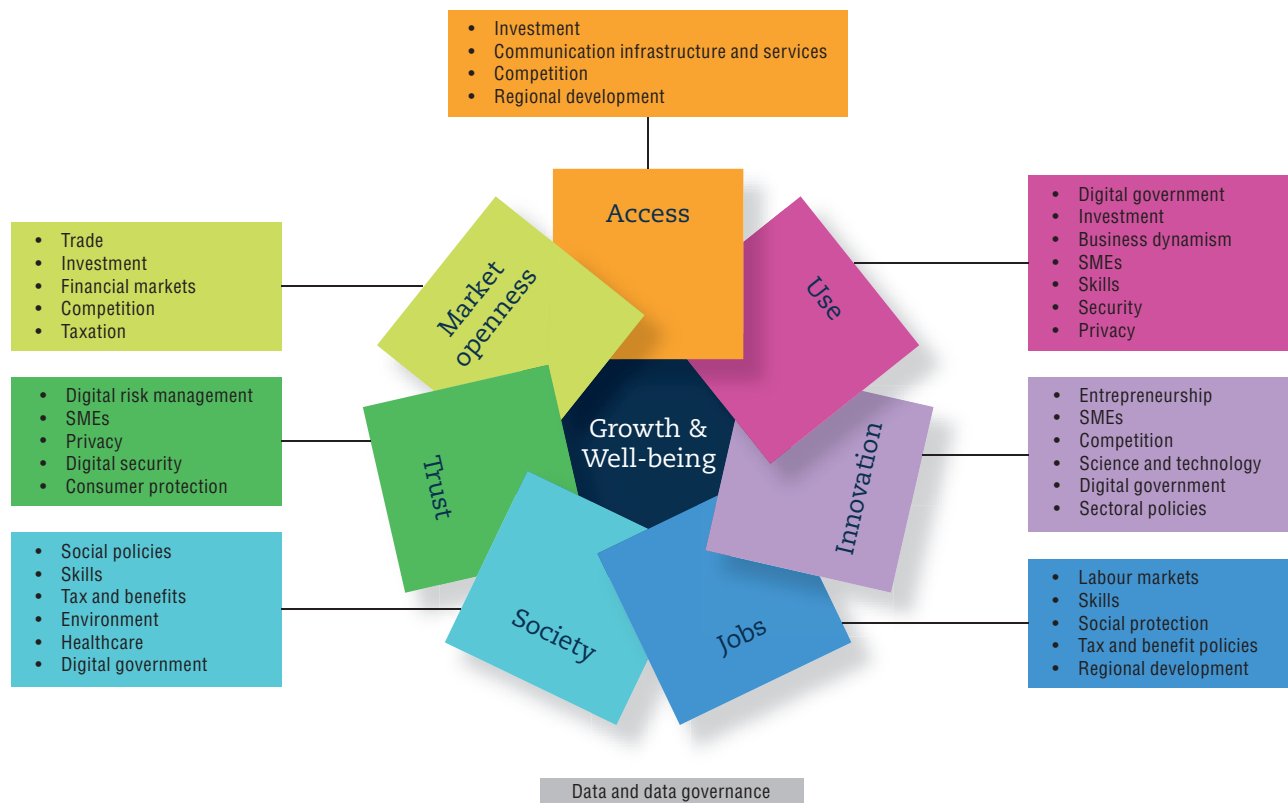 • Investment
• Communication infrastructure and services
• Competition
• Regional development
Access
• Digital government
• Investment
• Business dynamism
• SMEs
• Skills
• Security
• Privacy
Use
• Trade
• Investment
• Financial markets
• Competition
• Taxation
Market
openness
• Digital risk management
• SMEs
• Privacy
• Digital security
• Consumer protection
Trust
Growth &
Well-being
• Entrepreneurship
• SMEs
• Competition
• Science and technology
• Digital government
• Sectoral policies
Innovation
• Social policies
• Skills
• Tax and benefits
• Environment
• Healthcare
• Digital government
Society
Jobs
• Labour markets
• Skills
• Social protection
• Tax and benefit policies
• Regional development
Data and data governance